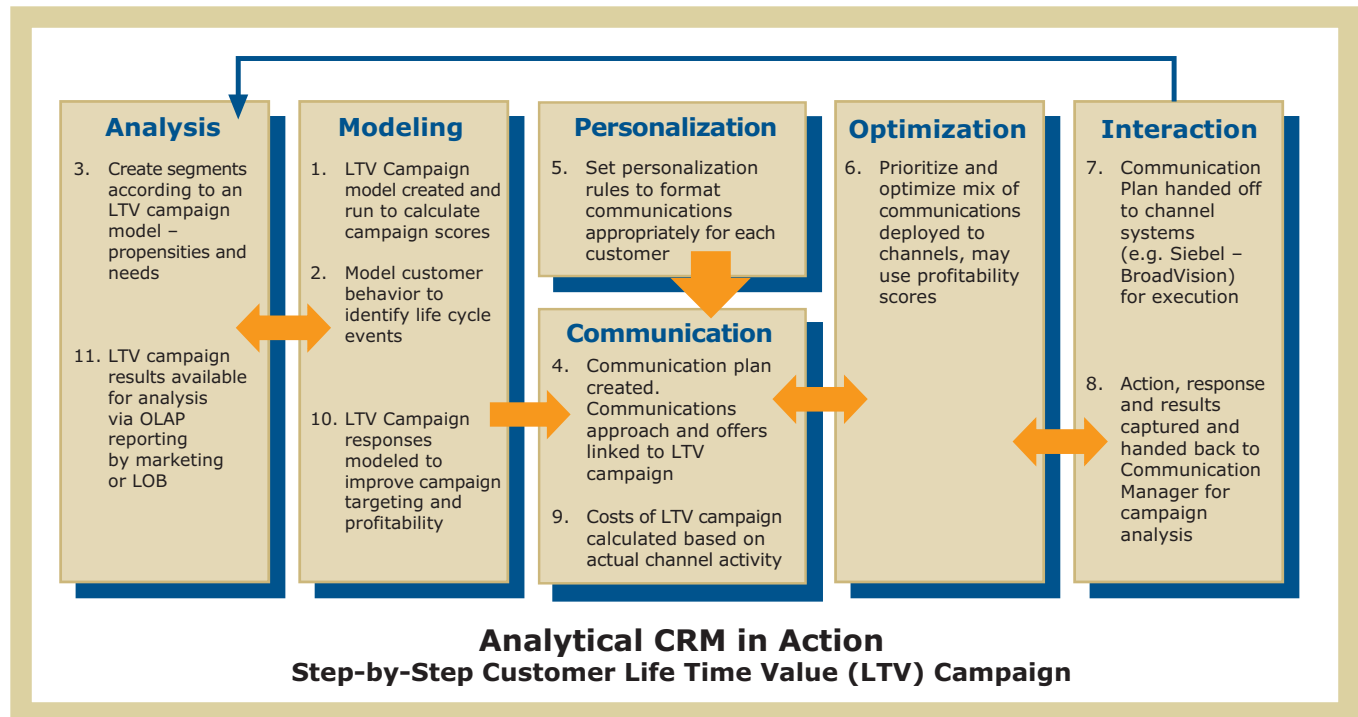 Analysis
3. Create segments
according to an
LTV campaign
model –
propensities and
needs
11. LTV campaign
results available
for analysis
via OLAP
reporting
by marketing
or LOB
Modeling
1. LTV Campaign
model created and
run to calculate
campaign scores
2. Model customer
behavior to
identify life cycle
events
10. LTV Campaign
responses
modeled to
improve campaign
targeting and
profitability
Personalization
5. Set personalization
rules to format
communications
appropriately for each
customer
Communication
4. Communication plan
created.
Communications
approach and offers
linked to LTV
campaign
9. Costs of LTV campaign
calculated based on
actual channel activity
Optimization
6. Prioritize and
optimize mix of
communications
deployed to
channels, may
use profitability
scores
Interaction
7. Communication
Plan handed off
to channel
systems
(e.g. Siebel –
BroadVision)
for execution
8. Action, response
and results
captured and
handed back to
Communication
Manager for
campaign
analysis
Analytical CRM in Action
Step-by-Step Customer Life Time Value (LTV) Campaign